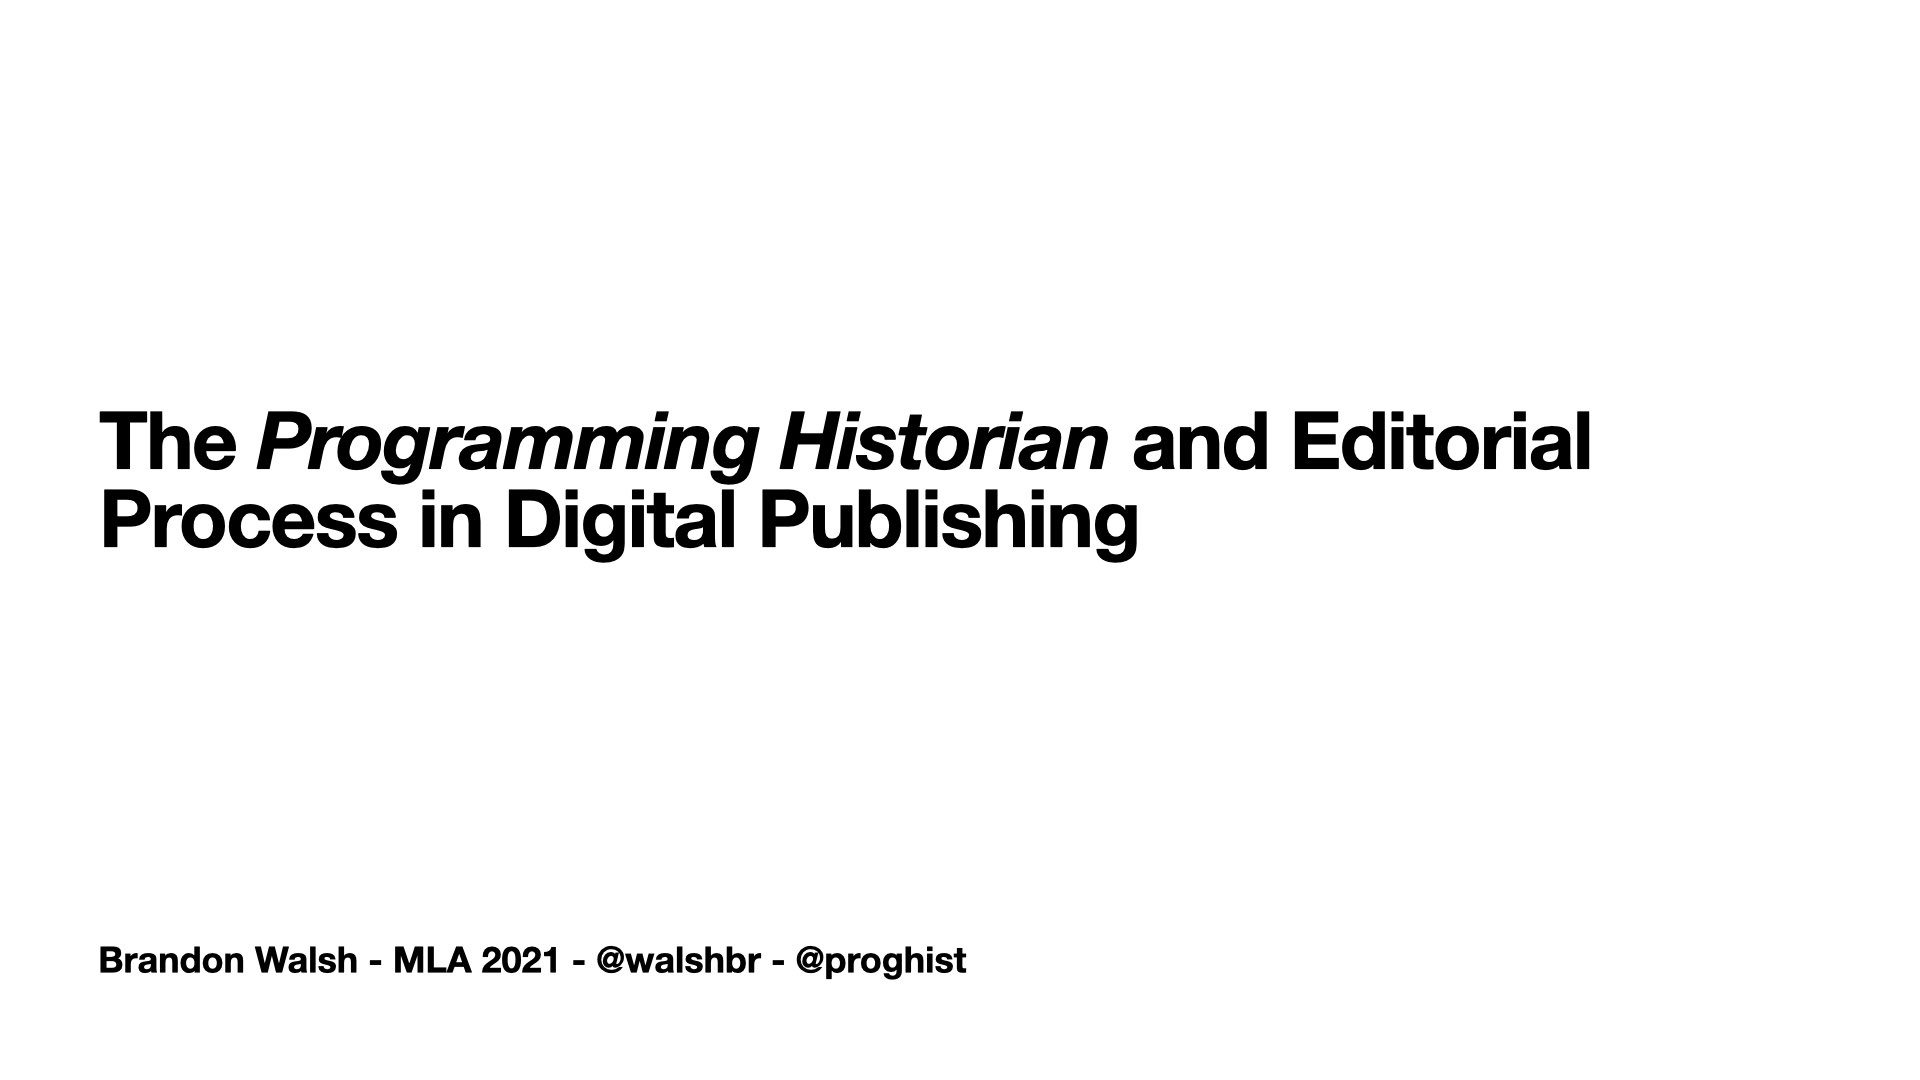 The Programming Historian and Editorial
Process in Digital Publishing
Brandon Walsh - MLA 2021 - @walshbr - @proghist